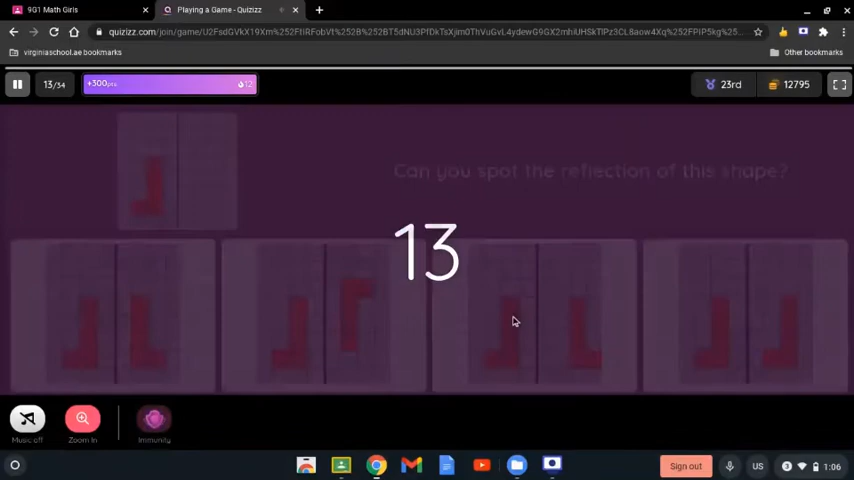 9G1 Math Girls
Playing a Game - Quizizz
virginiaschool.ae bookmarks
Other bookmarks
13/34
+300pts
12
23rd
12795
Can you spot the reflection of this shape?
13
Music off
Zoom In
Immunity
Sign out
US
3
1:06